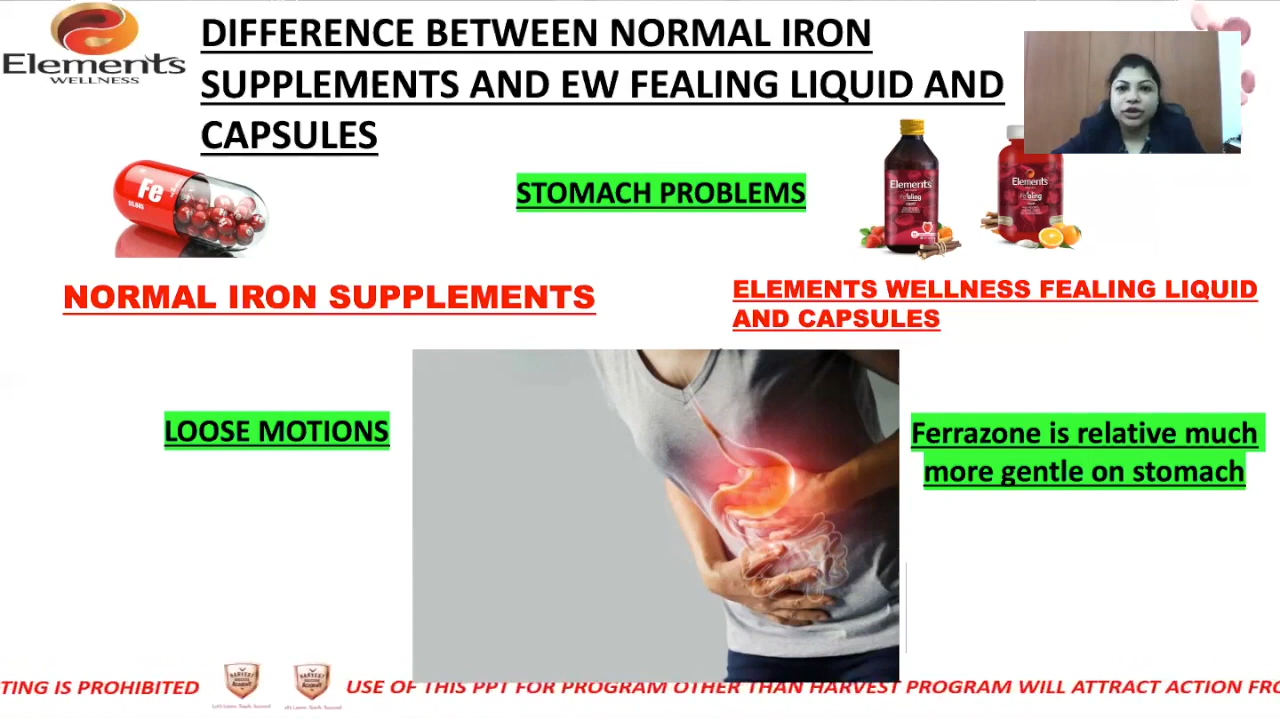 Elements
WELLNESS
DIFFERENCE BETWEEN NORMAL IRON
SUPPLEMENTS AND EW FEALING LIQUID AND
CAPSULES
Fe
STOMACH PROBLEMS
Elements
Elements
NORMAL IRON SUPPLEMENTS
ELEMENTS WELLNESS FEALING LIQUID
AND CAPSULES
LOOSE MOTIONS
Ferrazone is relative much
more gentle on stomach
TING IS PROHIBITED
HARVEST
HARVEST
USE OF THIS PPT FOR PROGRAM OTHER THAN HARVEST PROGRAM WILL ATTRACT ACTION FRO